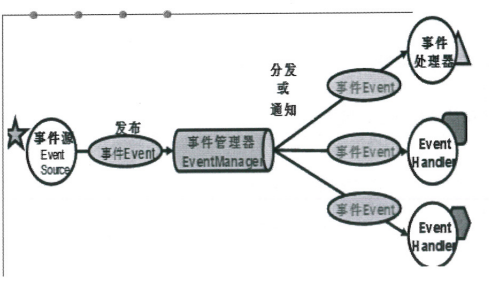 事件源
Event
Source
发布
事件Event
事件管理器
EventManager
分发
或
通知
事件Event
事件Event
事件Event
事件
处理器
Event
Handler
Event
Handler